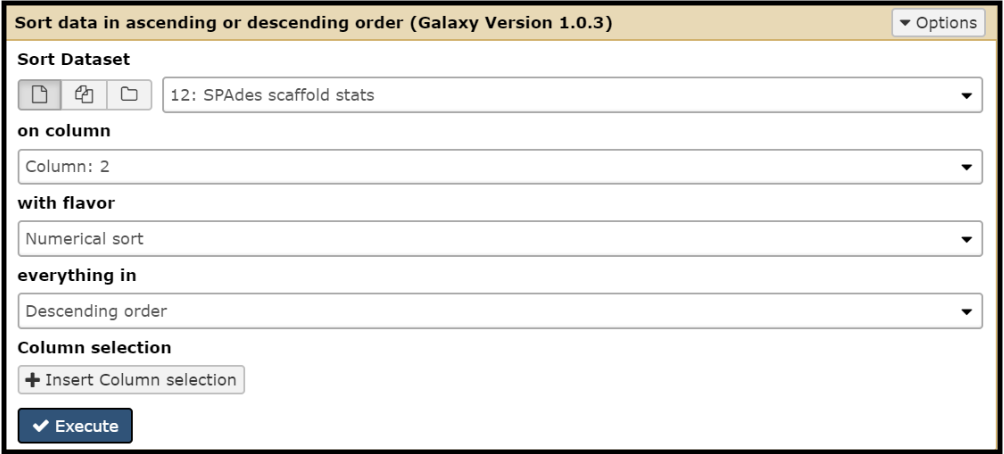 Sort data in ascending or descending order (Galaxy Version 1.0.3)
Options
Sort Dataset
12: SPAdes scaffold stats
on column
Column: 2
with flavor
Numerical sort
everything in
Descending order
Column selection
Insert Column selection
Execute